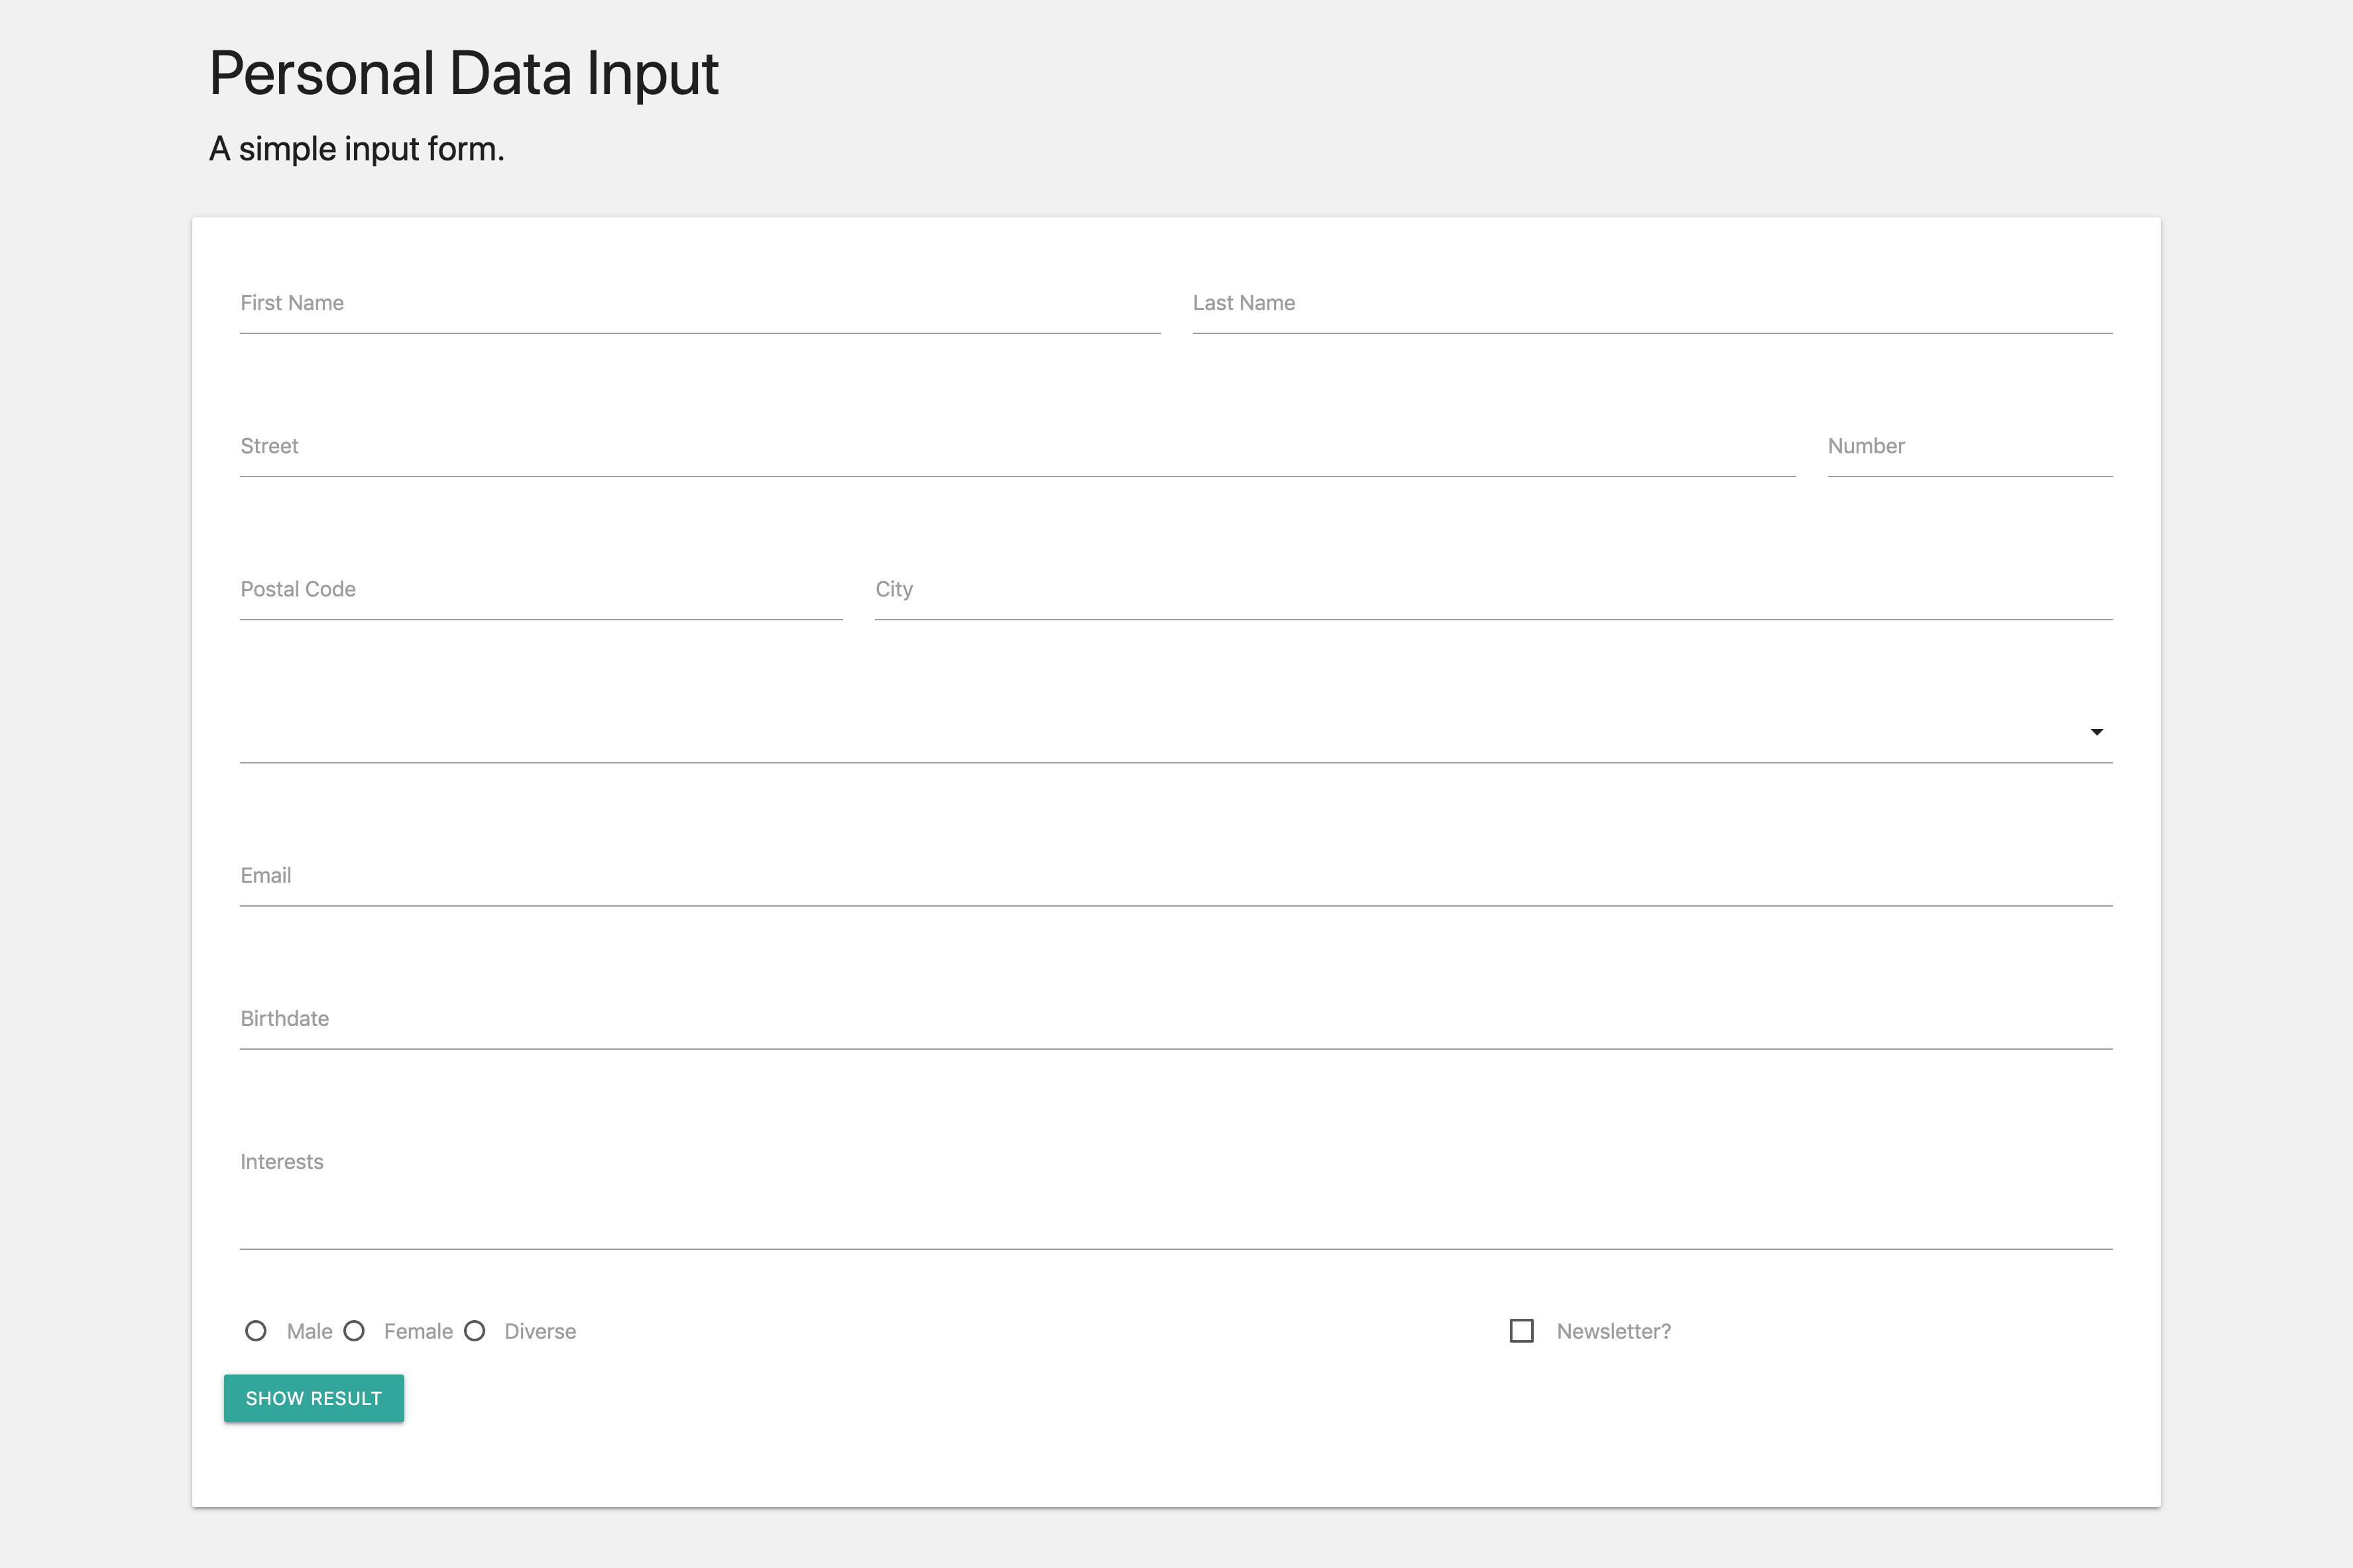 Personal Data Input
A simple input form.
First Name Last Name
Street Number
Postal Code City
Email
Birthdate
Interests
Male Female Diverse Newsletter?
SHOW RESULT